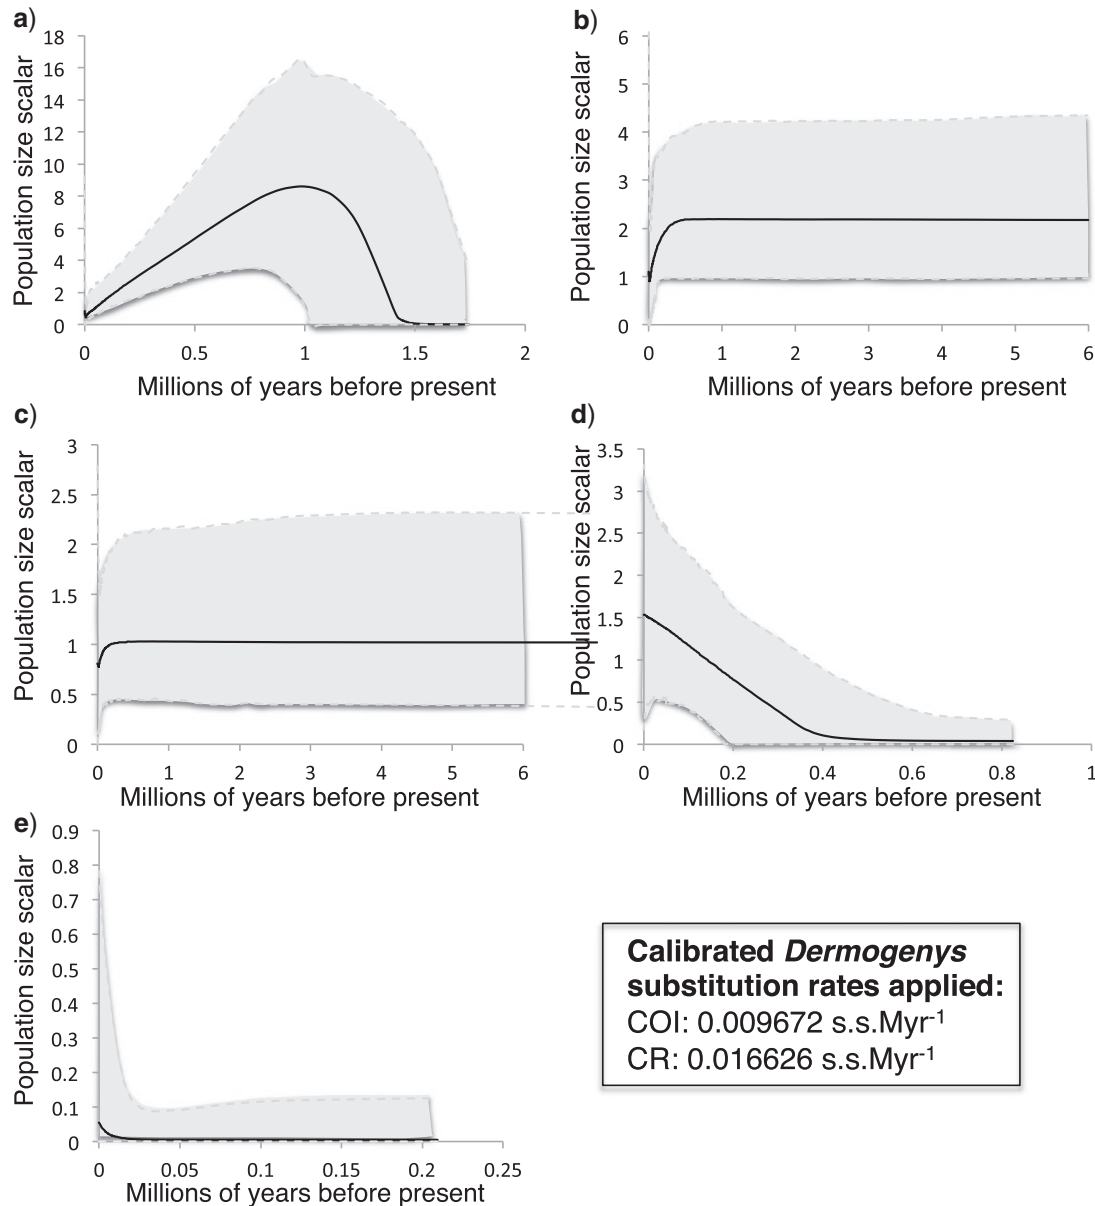 a)
Population size scalar
18
16
14
12
10
8
6
4
2
0
0 0.5 1 1.5 2
Millions of years before present
b)
Population size scalar
6
5
4
3
2
1
0
0 1 2 3 4 5 6
Millions of years before present
c)
Population size scalar
3
2.5
2
1.5
1
0.5
0
0 1 2 3 4 5 6
Millions of years before present
d)
Population size scalar
3.5
3
2.5
2
1.5
1
0.5
0
0 0.2 0.4 0.6 0.8 1
Millions of years before present
e)
Population size scalar
0.9
0.8
0.7
0.6
0.5
0.4
0.3
0.2
0.1
0
0 0.05 0.1 0.15 0.2 0.25
Millions of years before present
Calibrated Dermogenys
substitution rates applied:
COI: 0.009672 s.s.Myr⁻¹
CR: 0.016626 s.s.Myr⁻¹